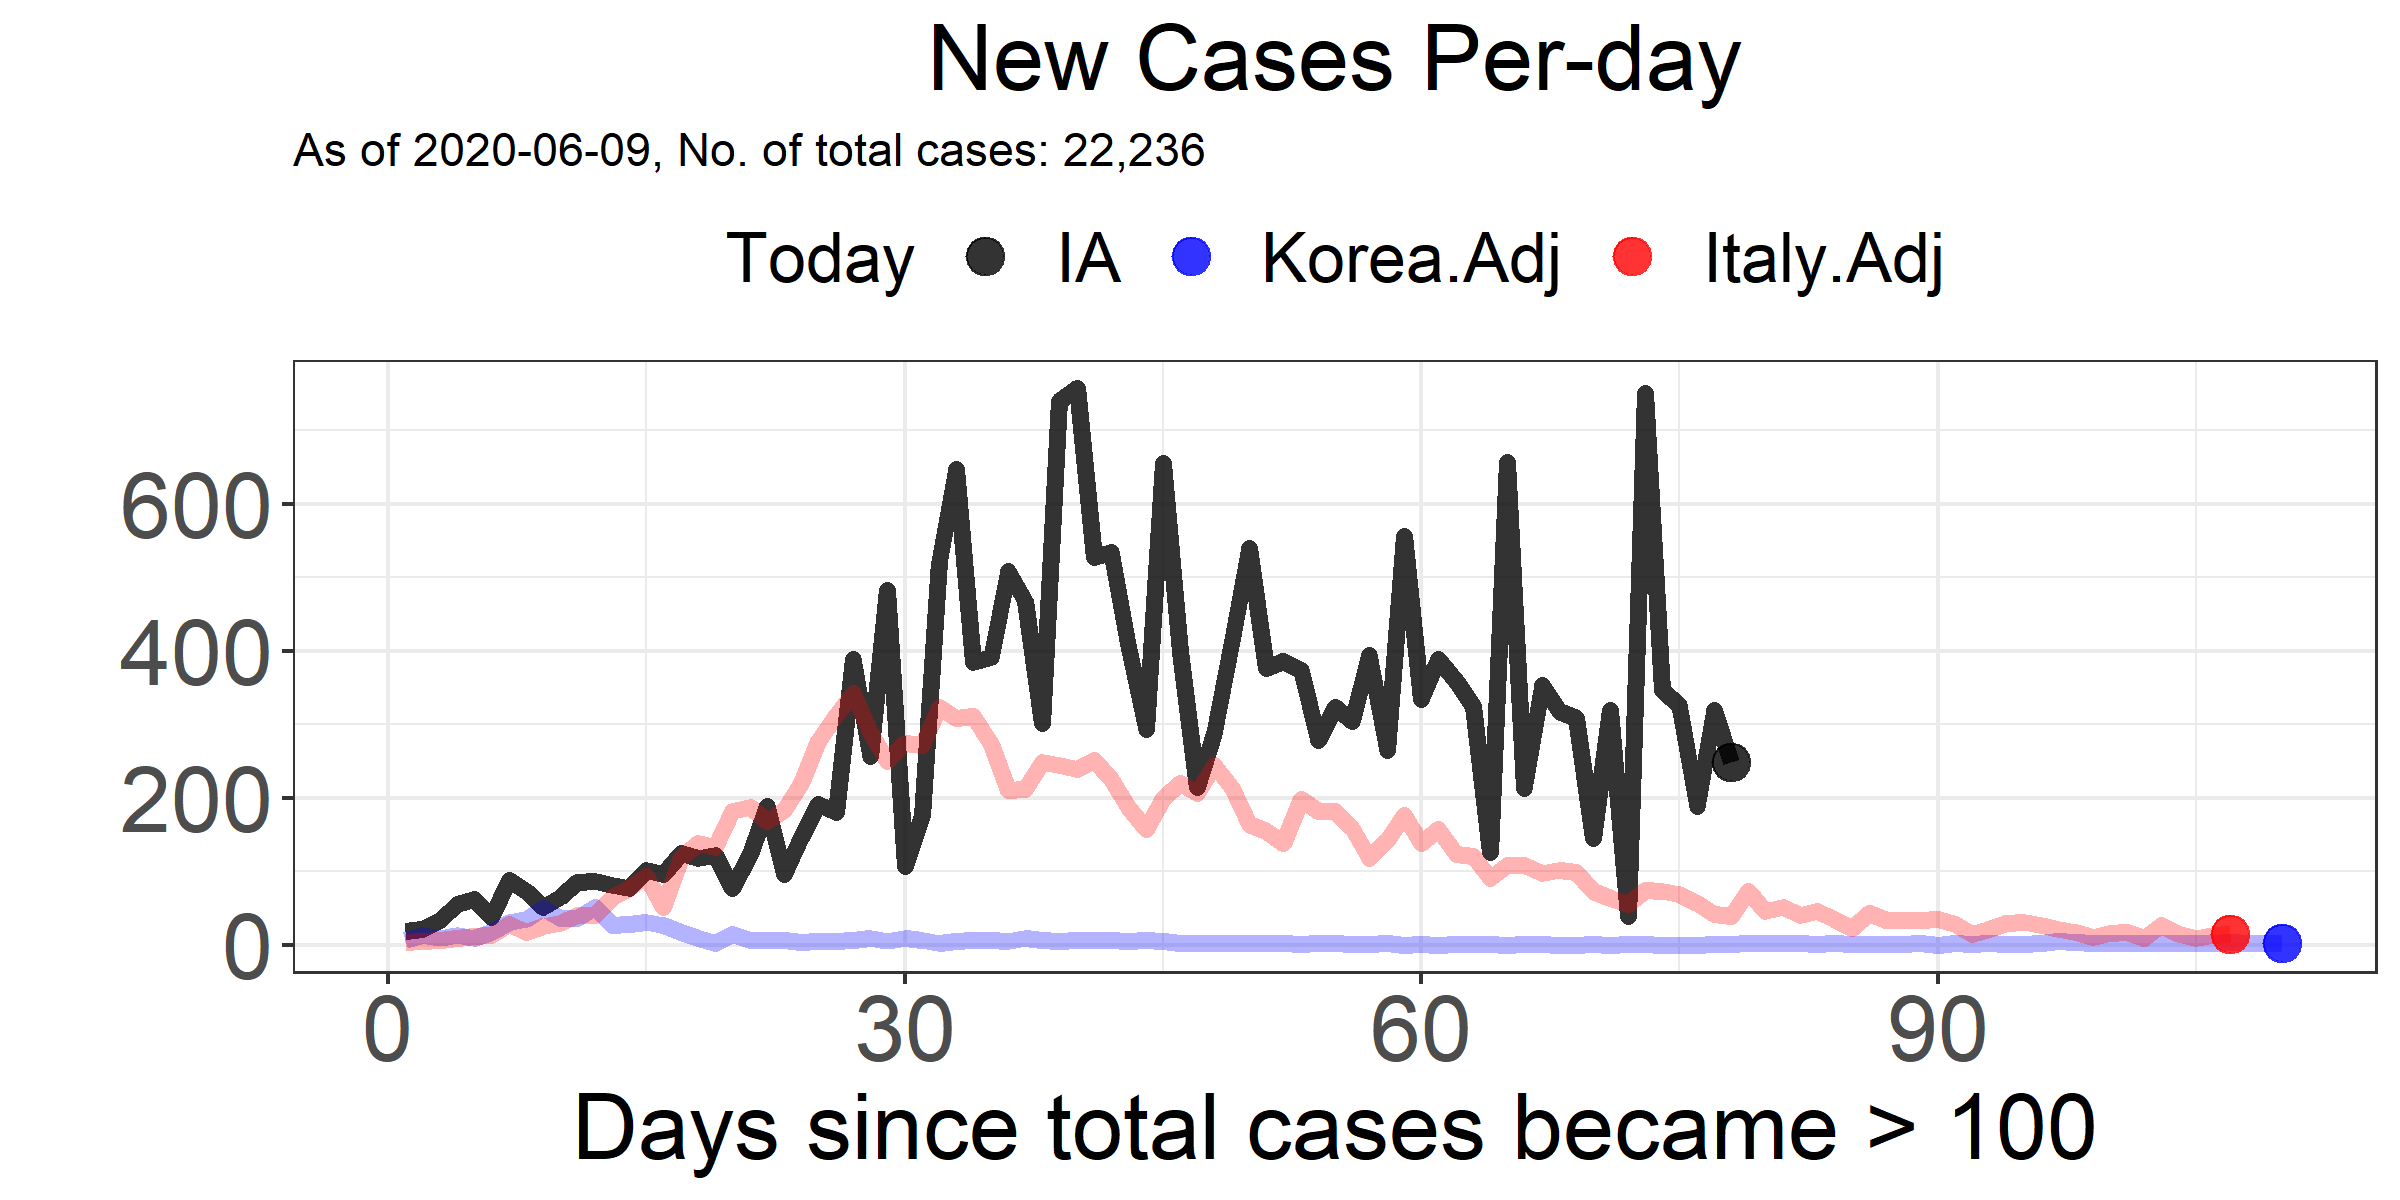 New Cases Per-day
As of 2020-06-09, No. of total cases: 22,236
Today IA Korea.Adj Italy.Adj
600
400
200
0
0 30 60 90
Days since total cases became > 100